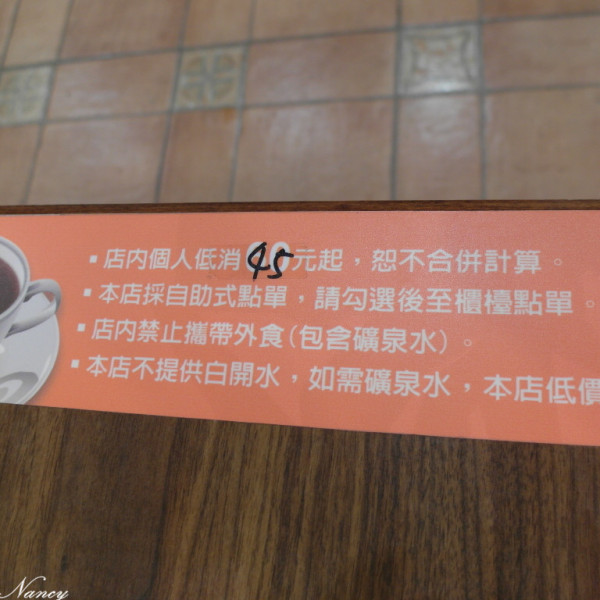 ▪店內個人低消45元起，恕不合併計算。
▪本店採自助式點單，請勾選後至櫃檯點單。
▪店內禁止攜帶外食(包含礦泉水)。
▪本店不提供白開水，如需礦泉水，本店低價
Nancy